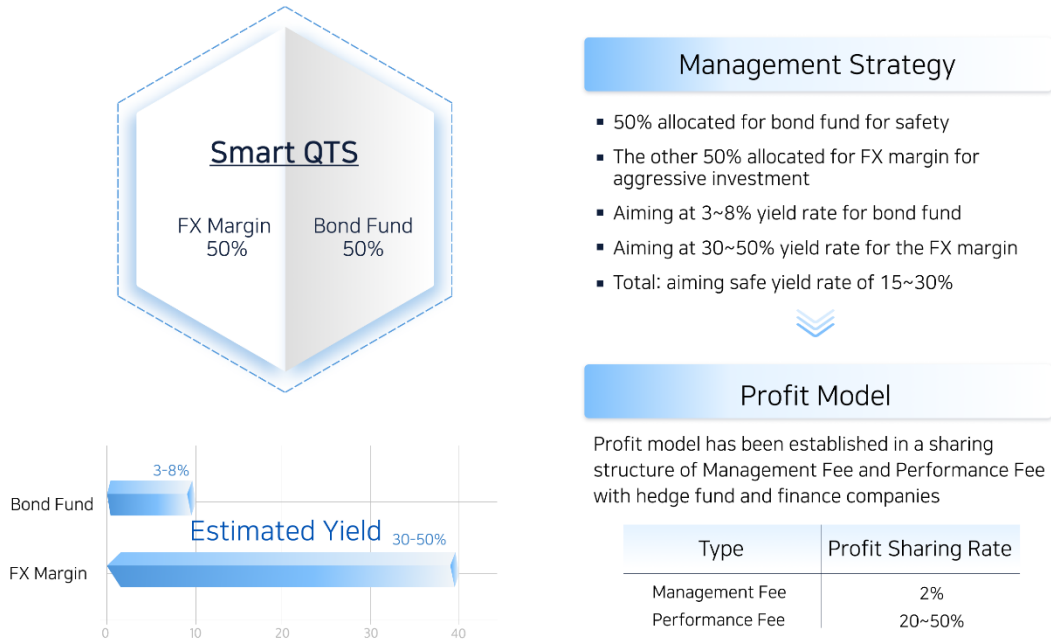 Smart QTS
FX Margin
50%
Bond Fund
50%
Management Strategy
▪ 50% allocated for bond fund for safety
▪ The other 50% allocated for FX margin for
aggressive investment
▪ Aiming at 3~8% yield rate for bond fund
▪ Aiming at 30~50% yield rate for the FX margin
▪ Total: aiming safe yield rate of 15~30%
Profit Model
Profit model has been established in a sharing
structure of Management Fee and Performance Fee
with hedge fund and finance companies
Type Profit Sharing Rate
Management Fee 2%
Performance Fee 20~50%
3-8%
Bond Fund
Estimated Yield
30-50%
FX Margin
0 10 20 30 40